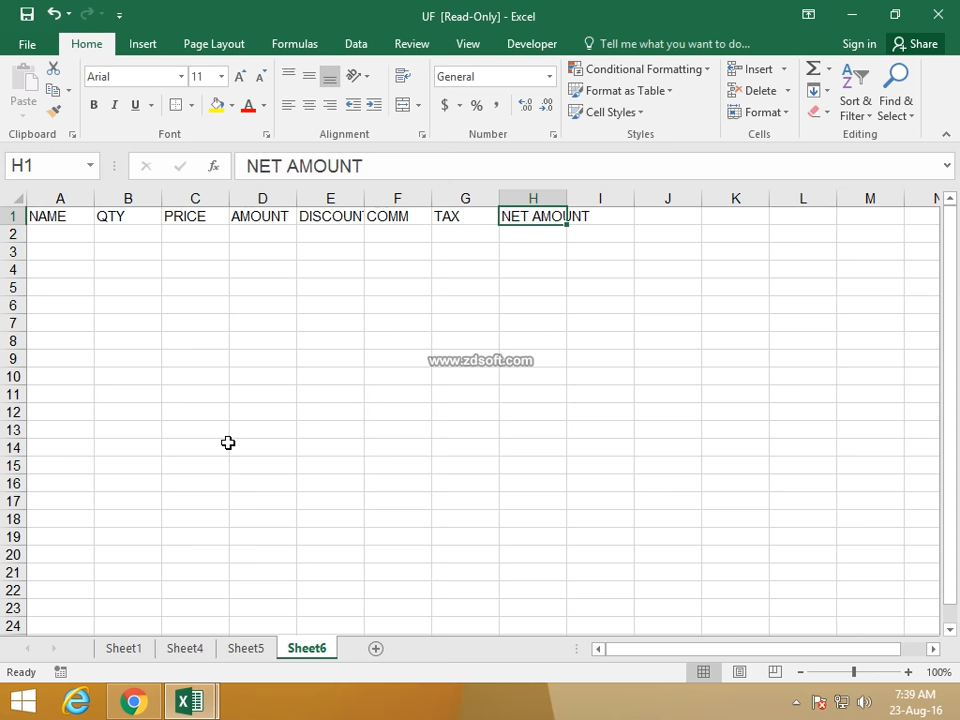 UF [Read-Only] - Excel
File Home Insert Page Layout Formulas Data Review View Developer Tell me what you want to do... Sign in Share
Arial 11 General Conditional Formatting Insert
Paste B I U A $ % , Format as Table Delete Sort & Filter Find & Select
Cell Styles Format
Clipboard Font Alignment Number Styles Cells Editing
H1 fx NET AMOUNT
A B C D E F G H I J K L M N
1 NAME QTY PRICE AMOUNT DISCOUNT COMM TAX NET AMOUNT
2
3
4
5
6
7
8
9
www.zdsoft.com
10
11
12
13
14
15
16
17
18
19
20
21
22
23
24
Sheet1 Sheet4 Sheet5 Sheet6
Ready 100%
7:39 AM
23-Aug-16